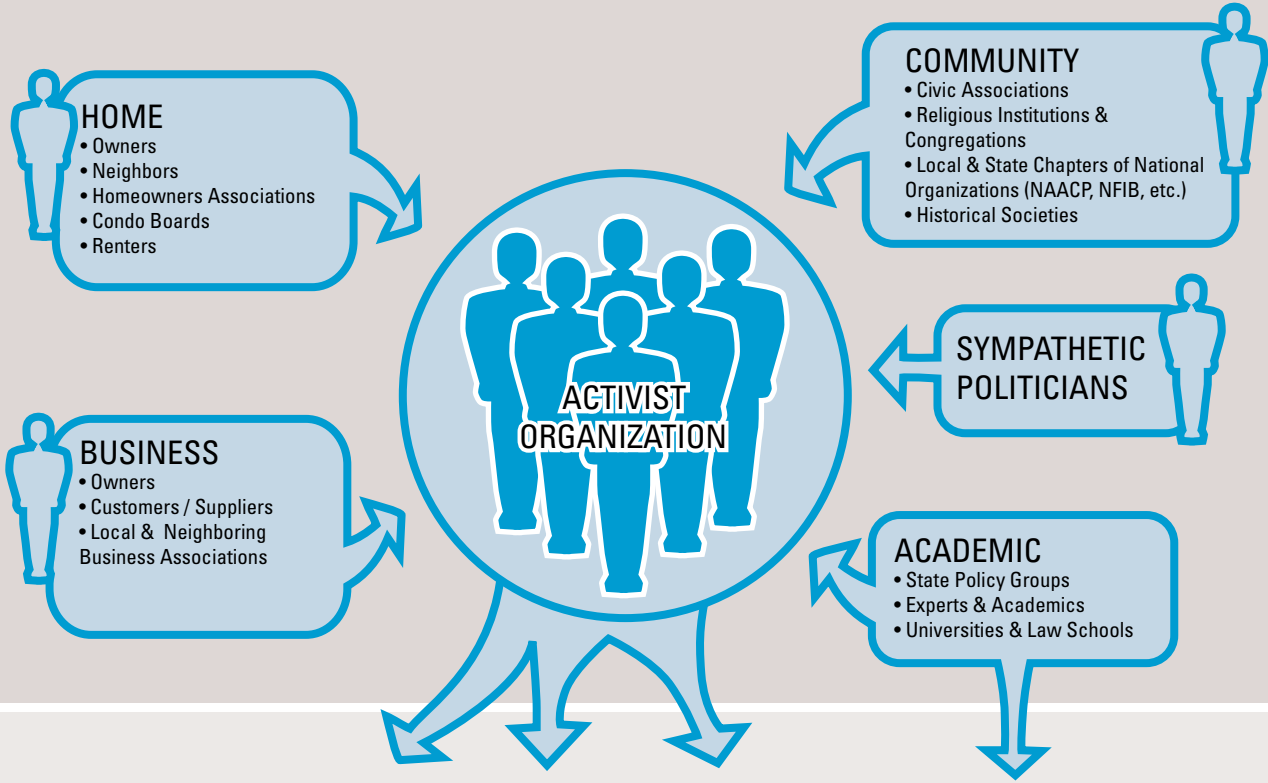 HOME
• Owners
• Neighbors
• Homeowners Associations
• Condo Boards
• Renters
COMMUNITY
• Civic Associations
• Religious Institutions &
Congregations
• Local & State Chapters of National
Organizations (NAACP, NFIB, etc.)
• Historical Societies
SYMPATHETIC
POLITICIANS
ACTIVIST
ORGANIZATION
BUSINESS
• Owners
• Customers / Suppliers
• Local & Neighboring
Business Associations
ACADEMIC
• State Policy Groups
• Experts & Academics
• Universities & Law Schools